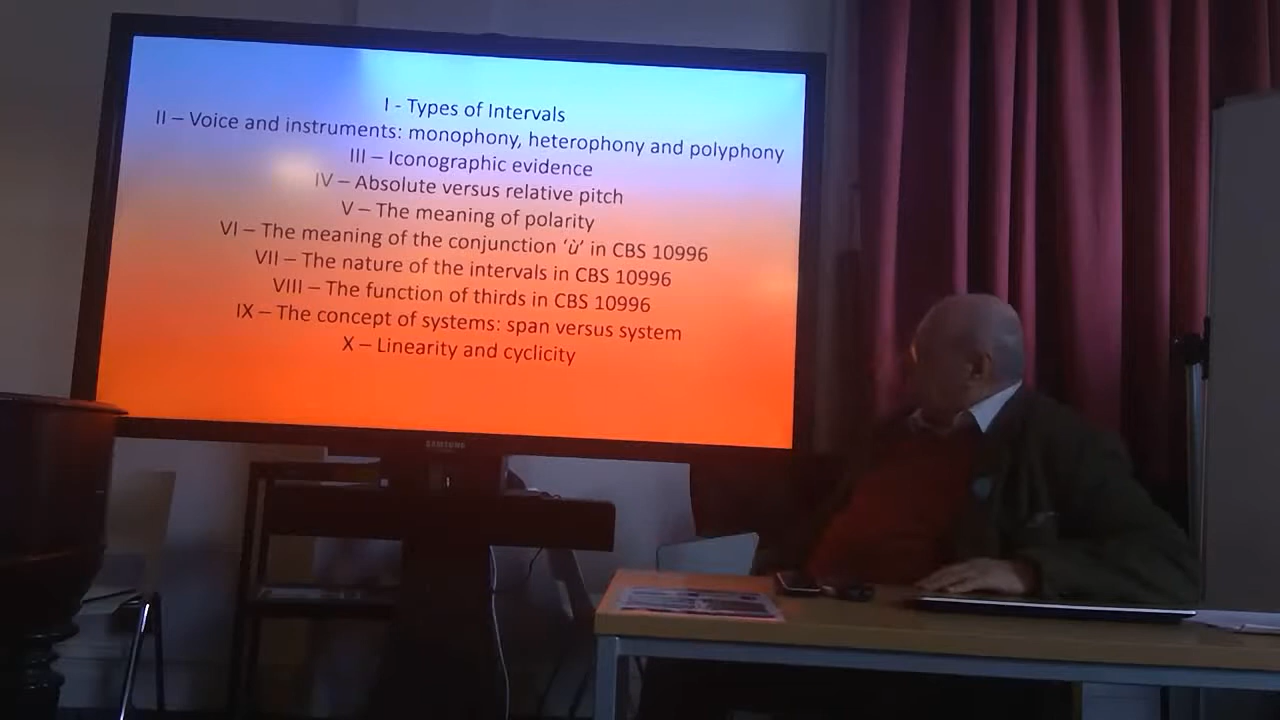 I - Types of Intervals
II – Voice and instruments: monophony, heterophony and polyphony
III – Iconographic evidence
IV – Absolute versus relative pitch
V – The meaning of polarity
VI – The meaning of the conjunction ‘ù’ in CBS 10996
VII – The nature of the intervals in CBS 10996
VIII – The function of thirds in CBS 10996
IX – The concept of systems: span versus system
X – Linearity and cyclicity
SAMSUNG